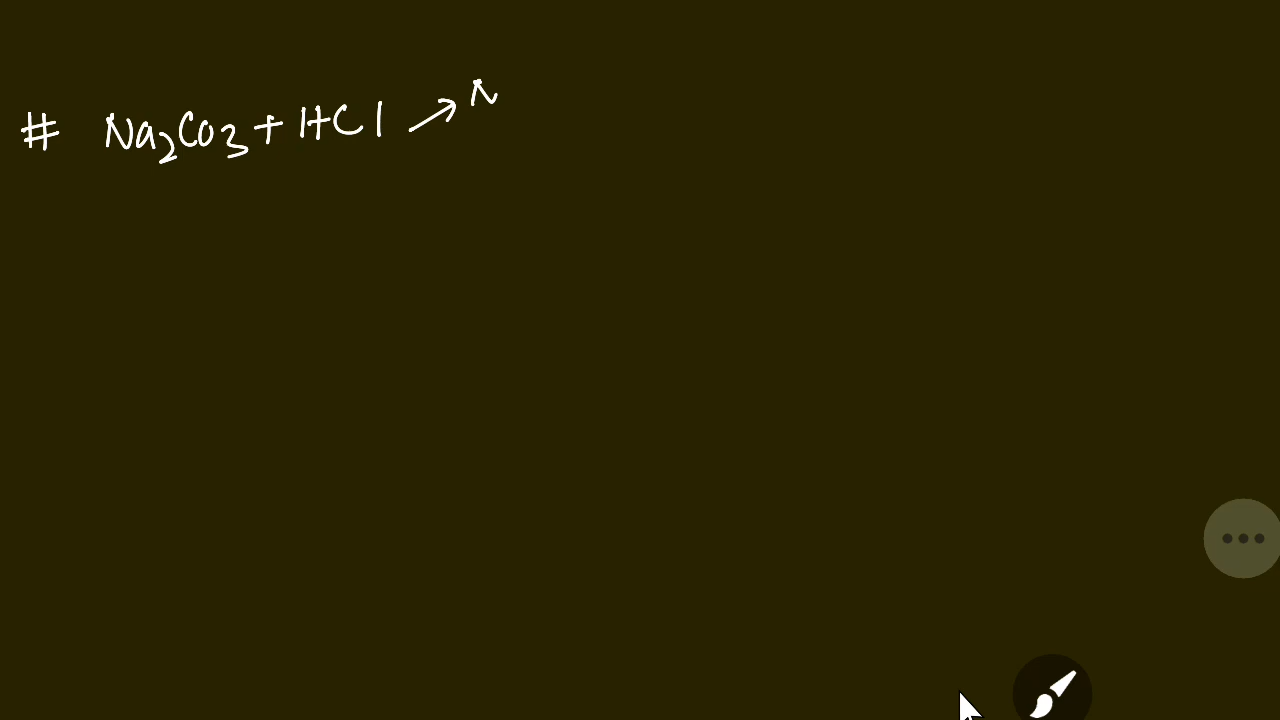 # Na₂Co₃ + HCl → N